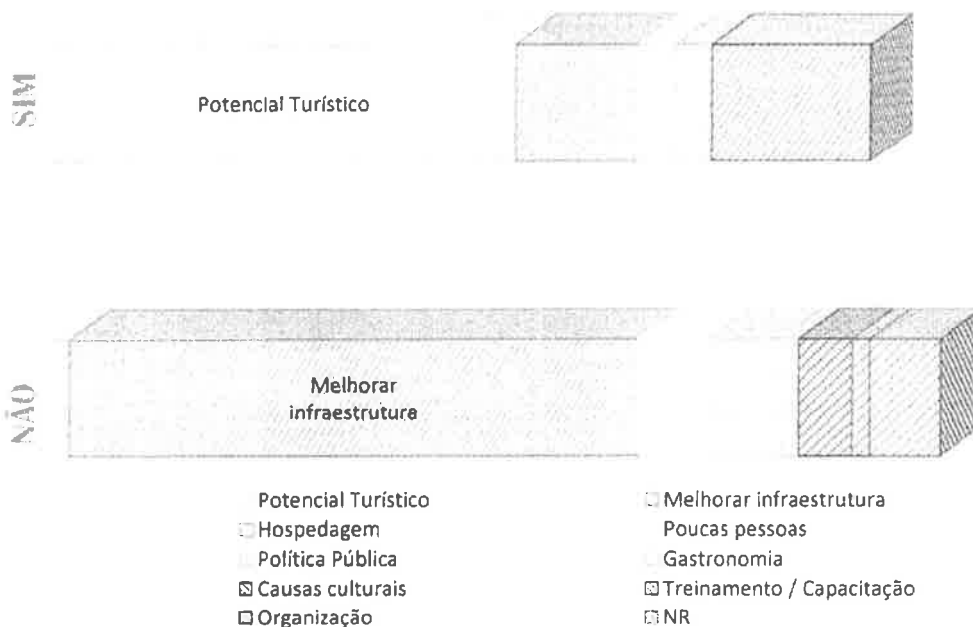 SIM
Potencial Turístico
NÃO
Melhorar
infraestrutura
Potencial Turístico
Melhorar infraestrutura
Hospedagem
Poucas pessoas
Política Pública
Gastronomia
Causas culturais
Treinamento / Capacitação
Organização
NR